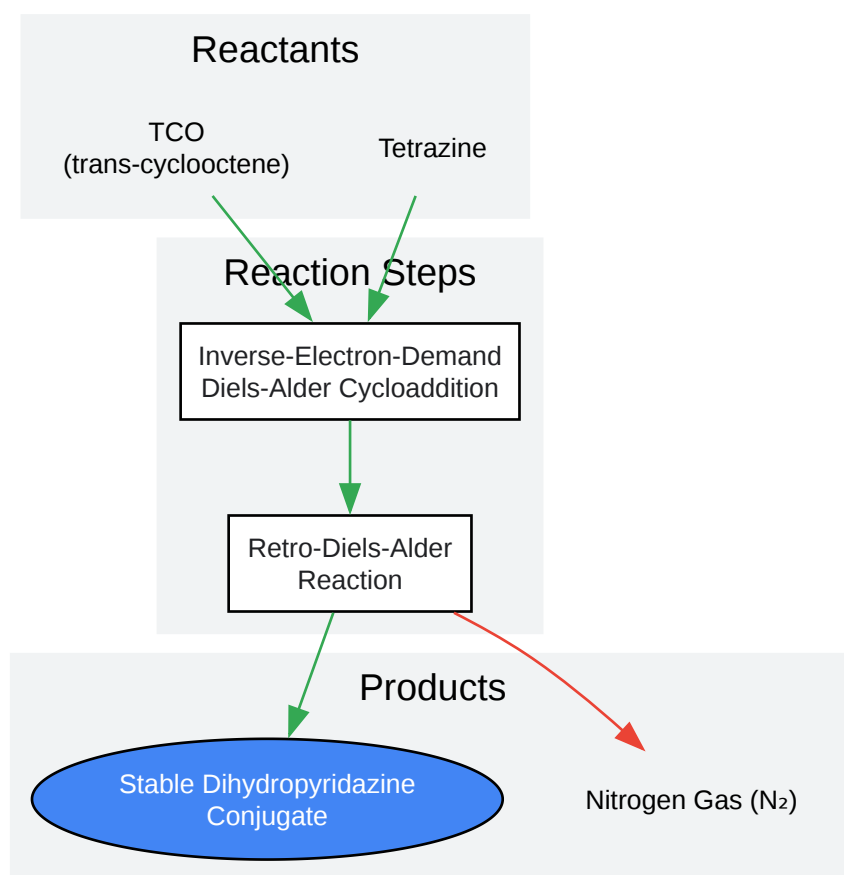 Reactants
TCO
(trans-cyclooctene)
Tetrazine
Reaction Steps
Inverse-Electron-Demand
Diels-Alder Cycloaddition
Retro-Diels-Alder
Reaction
Products
Stable Dihydropyridazine
Conjugate
Nitrogen Gas (N₂)